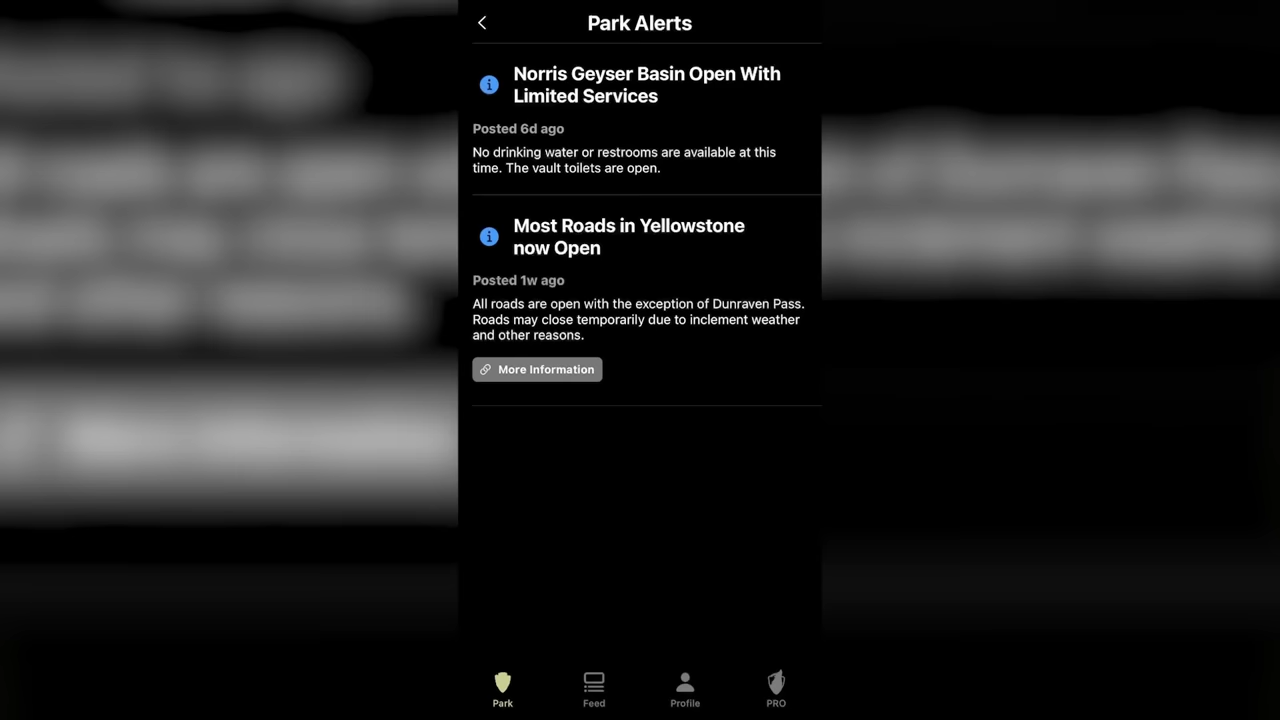 Park Alerts
Norris Geyser Basin Open With
Limited Services
Posted 6d ago
No drinking water or restrooms are available at this
time. The vault toilets are open.
Most Roads in Yellowstone
now Open
Posted 1w ago
All roads are open with the exception of Dunraven Pass.
Roads may close temporarily due to inclement weather
and other reasons.
More Information
Park
Feed
Profile
PRO